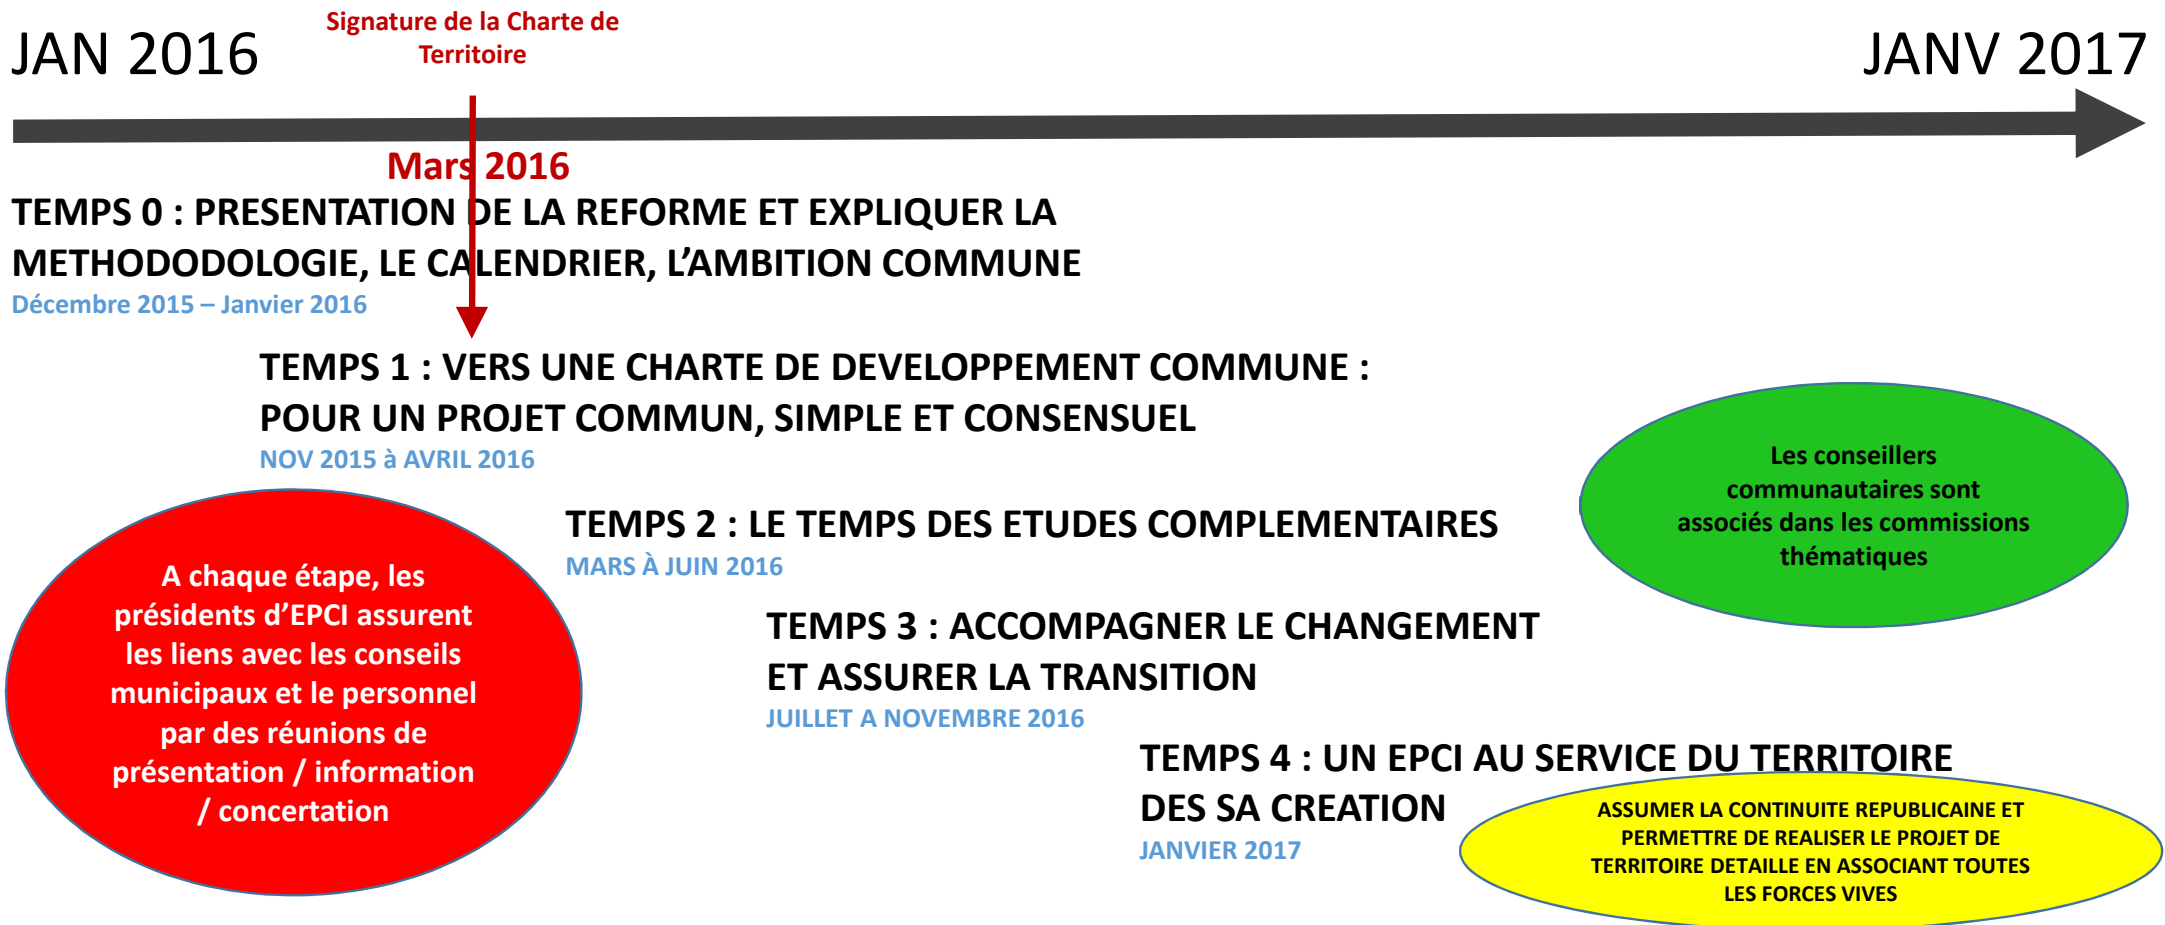 JAN 2016
Signature de la Charte de
Territoire
JANV 2017
Mars 2016
TEMPS 0 : PRESENTATION DE LA REFORME ET EXPLIQUER LA
METHODODOLOGIE, LE CALENDRIER, L’AMBITION COMMUNE
Décembre 2015 – Janvier 2016
TEMPS 1 : VERS UNE CHARTE DE DEVELOPPEMENT COMMUNE :
POUR UN PROJET COMMUN, SIMPLE ET CONSENSUEL
NOV 2015 à AVRIL 2016
Les conseillers
communautaires sont
associés dans les commissions
thématiques
TEMPS 2 : LE TEMPS DES ETUDES COMPLEMENTAIRES
MARS À JUIN 2016
A chaque étape, les
présidents d’EPCI assurent
les liens avec les conseils
municipaux et le personnel
par des réunions de
présentation / information
/ concertation
TEMPS 3 : ACCOMPAGNER LE CHANGEMENT
ET ASSURER LA TRANSITION
JUILLET A NOVEMBRE 2016
TEMPS 4 : UN EPCI AU SERVICE DU TERRITOIRE
DES SA CREATION
JANVIER 2017
ASSUMER LA CONTINUITE REPUBLICAINE ET
PERMETTRE DE REALISER LE PROJET DE
TERRITOIRE DETAILLE EN ASSOCIANT TOUTES
LES FORCES VIVES